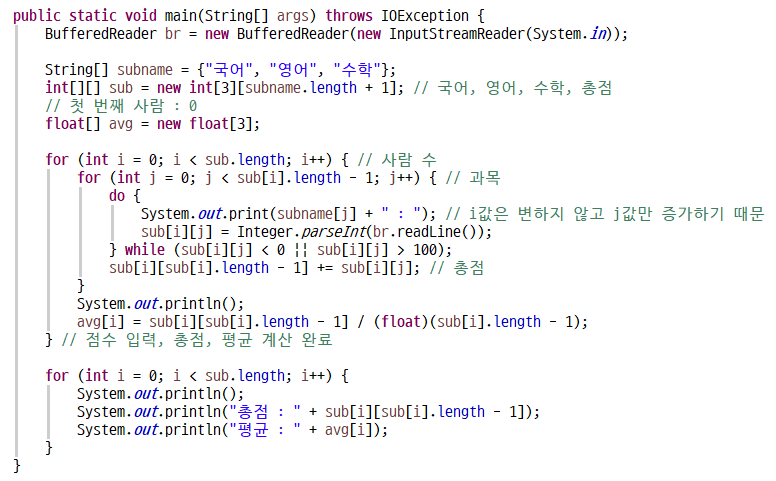 public static void main(String[] args) throws IOException {
    BufferedReader br = new BufferedReader(new InputStreamReader(System.in));

    String[] subname = {"국어", "영어", "수학"};
    int[][] sub = new int[3][subname.length + 1]; // 국어, 영어, 수학, 총점
    // 첫 번째 사람 : 0
    float[] avg = new float[3];

    for (int i = 0; i < sub.length; i++) { // 사람 수
        for (int j = 0; j < sub[i].length - 1; j++) { // 과목
            do {
                System.out.print(subname[j] + " : "); // i값은 변하지 않고 j값만 증가하기 때문
                sub[i][j] = Integer.parseInt(br.readLine());
            } while (sub[i][j] < 0 || sub[i][j] > 100);
            sub[i][sub[i].length - 1] += sub[i][j]; // 총점
        }
        System.out.println();
        avg[i] = sub[i][sub[i].length - 1] / (float)(sub[i].length - 1);
    } // 점수 입력, 총점, 평균 계산 완료

    for (int i = 0; i < sub.length; i++) {
        System.out.println();
        System.out.println("총점 : " + sub[i][sub[i].length - 1]);
        System.out.println("평균 : " + avg[i]);
    }
}